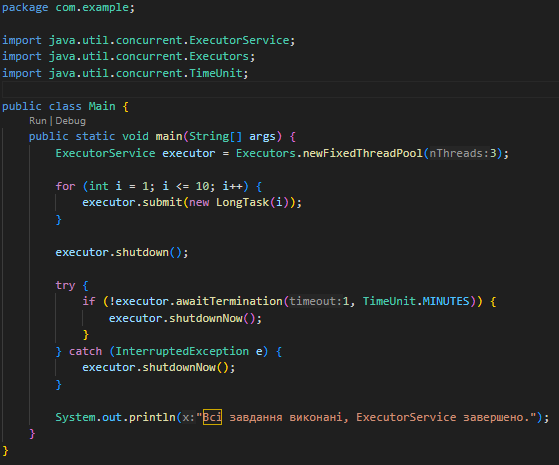 package com.example;
import java.util.concurrent.ExecutorService;
import java.util.concurrent.Executors;
import java.util.concurrent.TimeUnit;
public class Main {
Run | Debug
public static void main(String[] args) {
ExecutorService executor = Executors.newFixedThreadPool(nThreads:3);
for (int i = 1; i <= 10; i++) {
executor.submit(new LongTask(i));
}
executor.shutdown();
try {
if (!executor.awaitTermination(timeout:1, TimeUnit.MINUTES)) {
executor.shutdownNow();
}
} catch (InterruptedException e) {
executor.shutdownNow();
}
System.out.println(x:"Всі завдання виконані, ExecutorService завершено.");
}
}